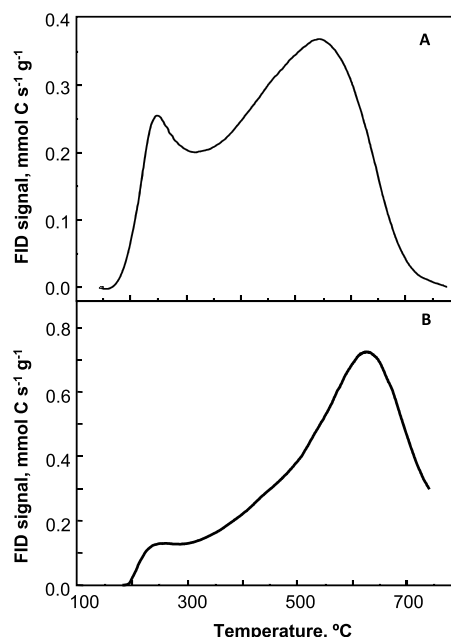 0.4
A
0.3
0.2
0.1
0.0
FID signal, mmol C s⁻¹ g⁻¹
B
0.8
0.6
0.4
0.2
0.0
FID signal, mmol C s⁻¹ g⁻¹
100 300 500 700
Temperature, ºC